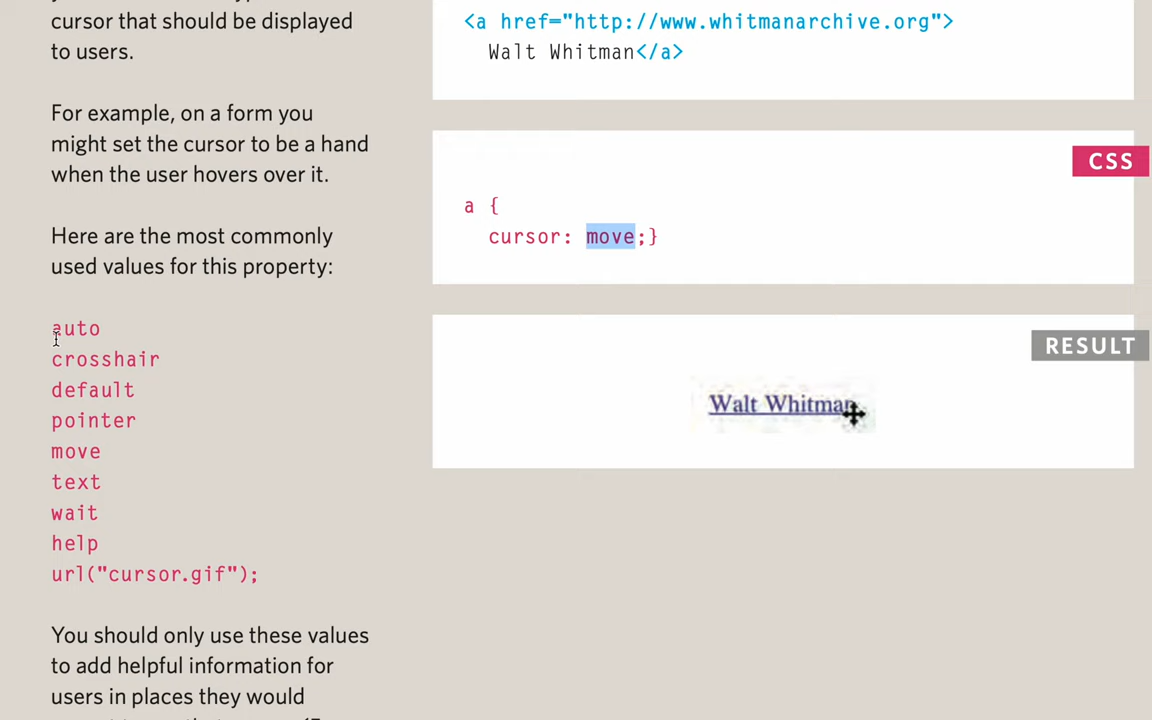 cursor that should be displayed
to users.
For example, on a form you
might set the cursor to be a hand
when the user hovers over it.
Here are the most commonly
used values for this property:
auto
crosshair
default
pointer
move
text
wait
help
url("cursor.gif");
You should only use these values
to add helpful information for
users in places they would
<a href="http://www.whitmanarchive.org">
Walt Whitman</a>
CSS
a {
cursor: move;}
RESULT
Walt Whitman